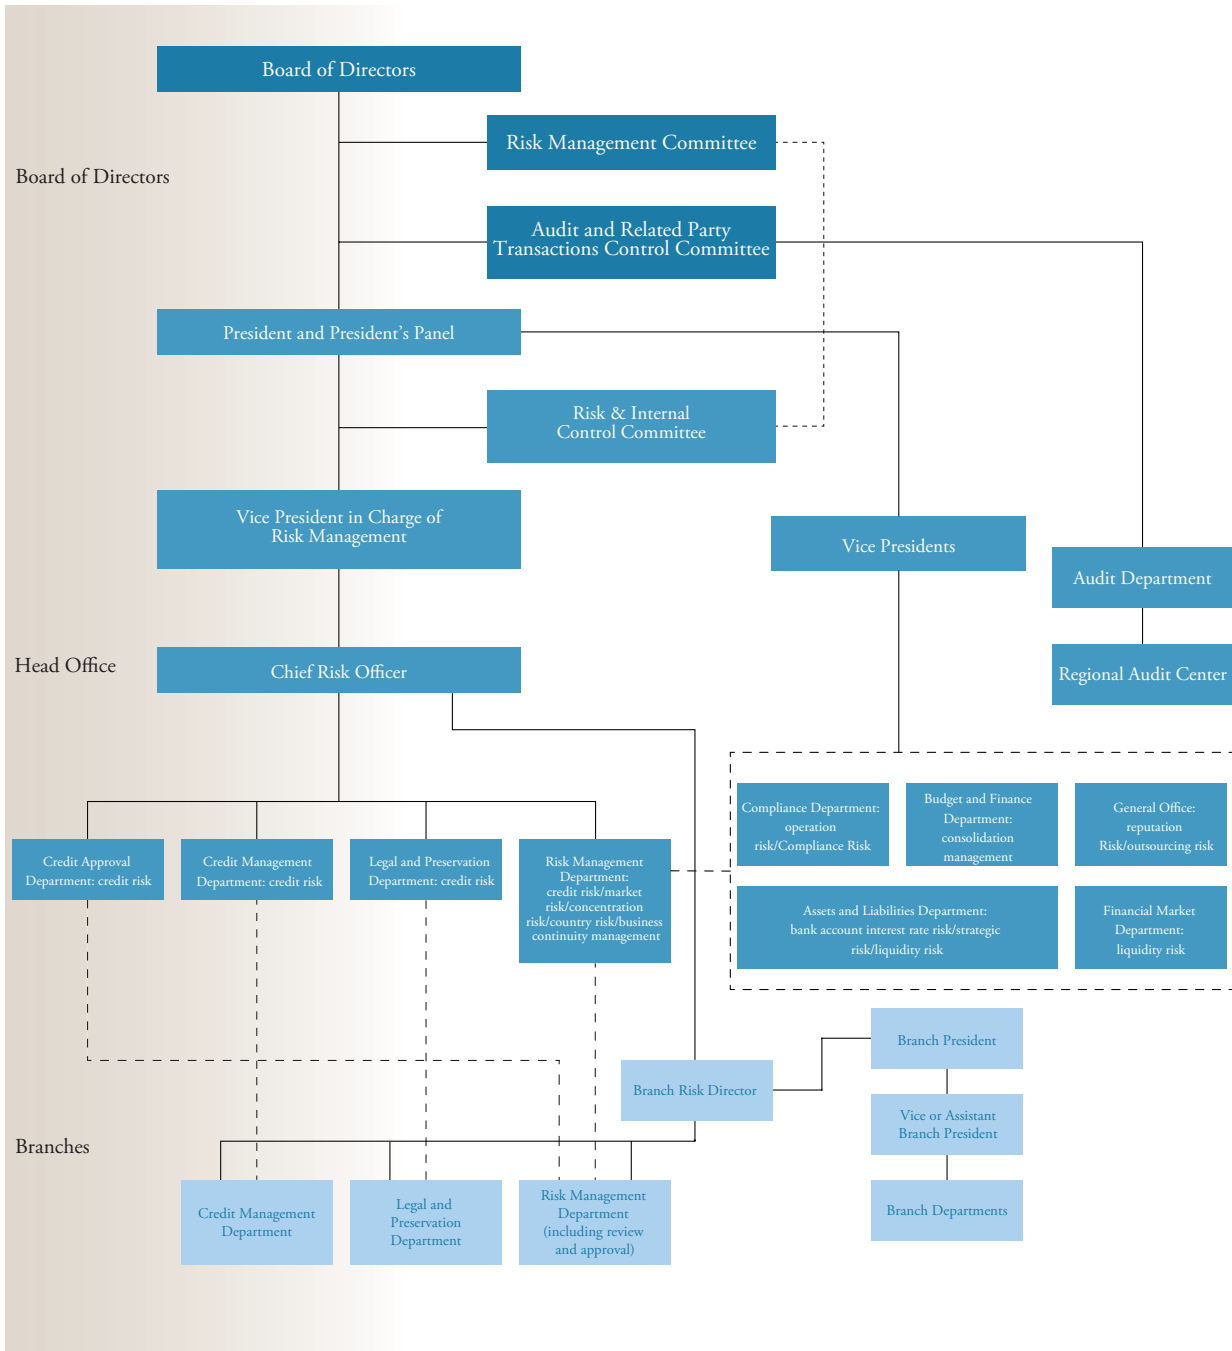 Board of Directors
Risk Management Committee
Board of Directors
Audit and Related Party
Transactions Control Committee
President and President’s Panel
Risk & Internal
Control Committee
Vice President in Charge of
Risk Management
Vice Presidents
Audit Department
Head Office
Chief Risk Officer
Regional Audit Center
Compliance Department:
operation
risk/Compliance Risk
Budget and Finance
Department:
consolidation
management
General Office:
reputation
Risk/outsourcing risk
Credit Approval
Department: credit risk
Credit Management
Department: credit risk
Legal and Preservation
Department: credit risk
Risk Management
Department:
credit risk/market
risk/concentration
risk/country risk/business
continuity management
Assets and Liabilities Department:
bank account interest rate risk/strategic
risk/liquidity risk
Financial Market
Department:
liquidity risk
Branch President
Branch Risk Director
Vice or Assistant
Branch President
Branches
Credit Management
Department
Legal and
Preservation
Department
Risk Management
Department
(including review
and approval)
Branch Departments